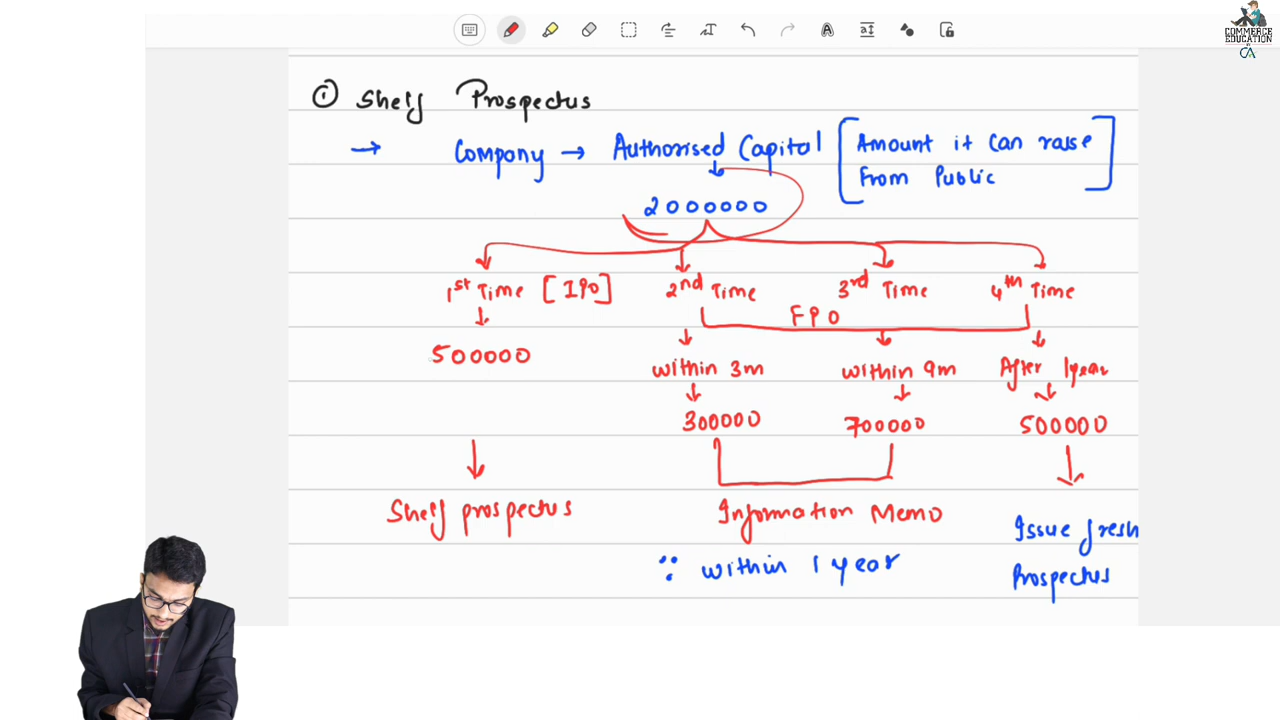 COMMERCE
EDUCATION
BY
CA
① Shelf Prospectus
→ Company → Authorised Capital [Amount it can raise
From Public]
2000000
1st Time [IPO] 2nd Time 3rd Time 4th Time
FPO
500000
within 3m within 9m After 1year
300000 700000 500000
Shelf prospectus Information Memo Issue fresh
∵ within 1 year Prospectus